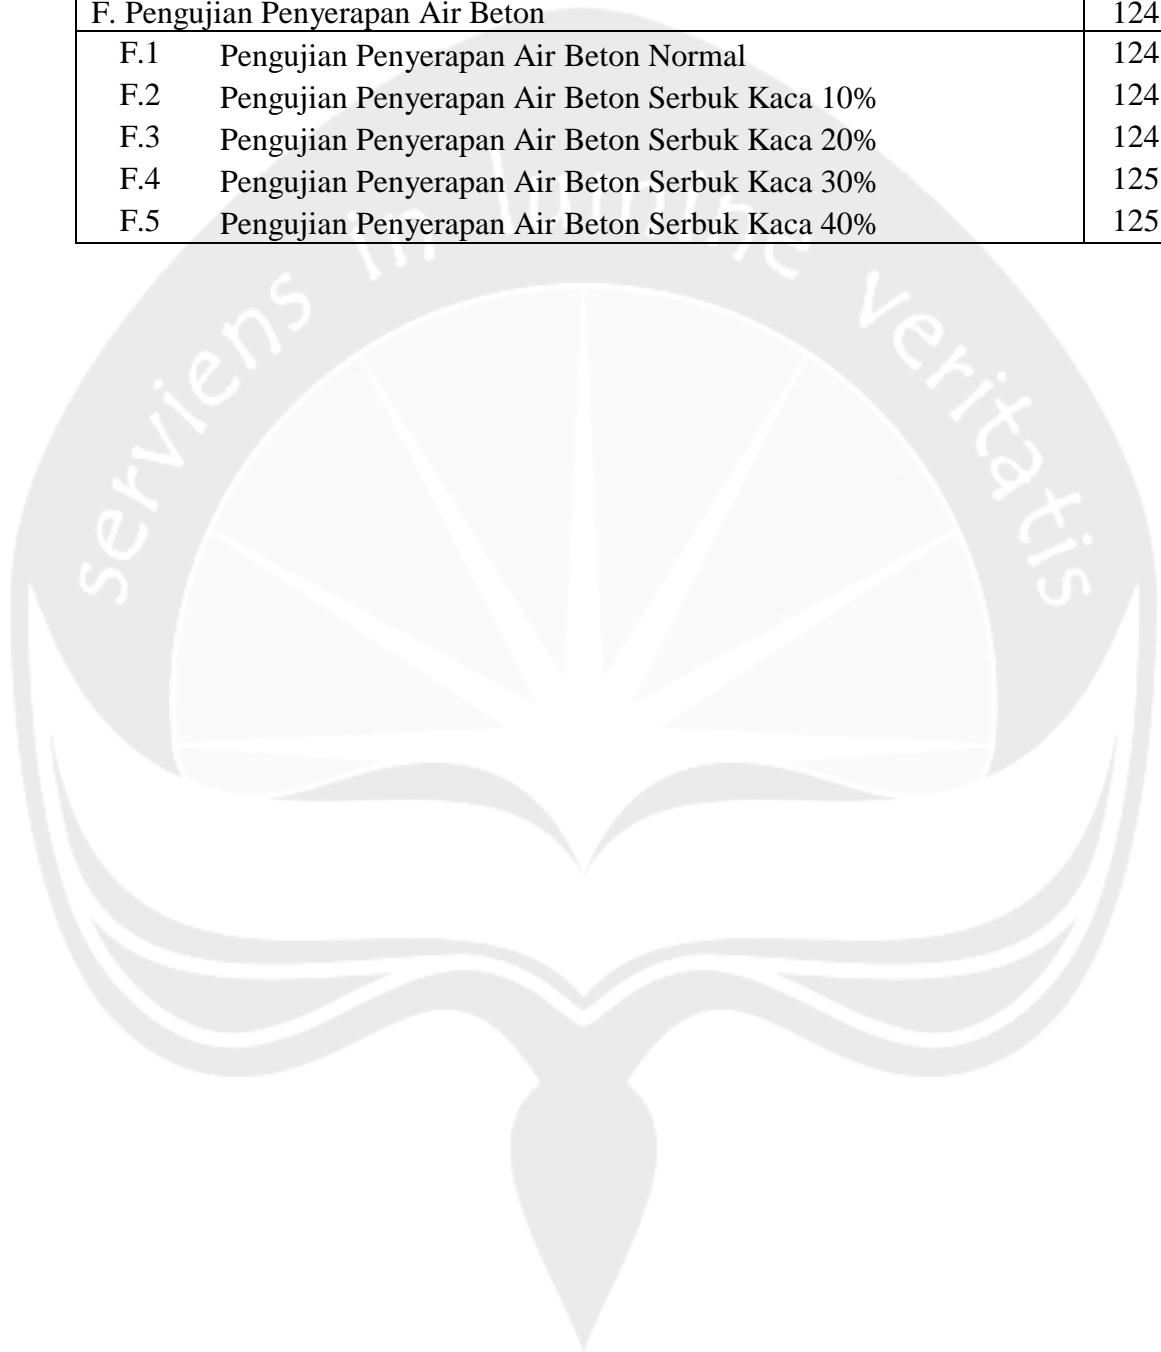 F. Pengujian Penyerapan Air Beton 124
F.1 Pengujian Penyerapan Air Beton Normal 124
F.2 Pengujian Penyerapan Air Beton Serbuk Kaca 10% 124
F.3 Pengujian Penyerapan Air Beton Serbuk Kaca 20% 124
F.4 Pengujian Penyerapan Air Beton Serbuk Kaca 30% 125
F.5 Pengujian Penyerapan Air Beton Serbuk Kaca 40% 125
serviens in lumine veritatis